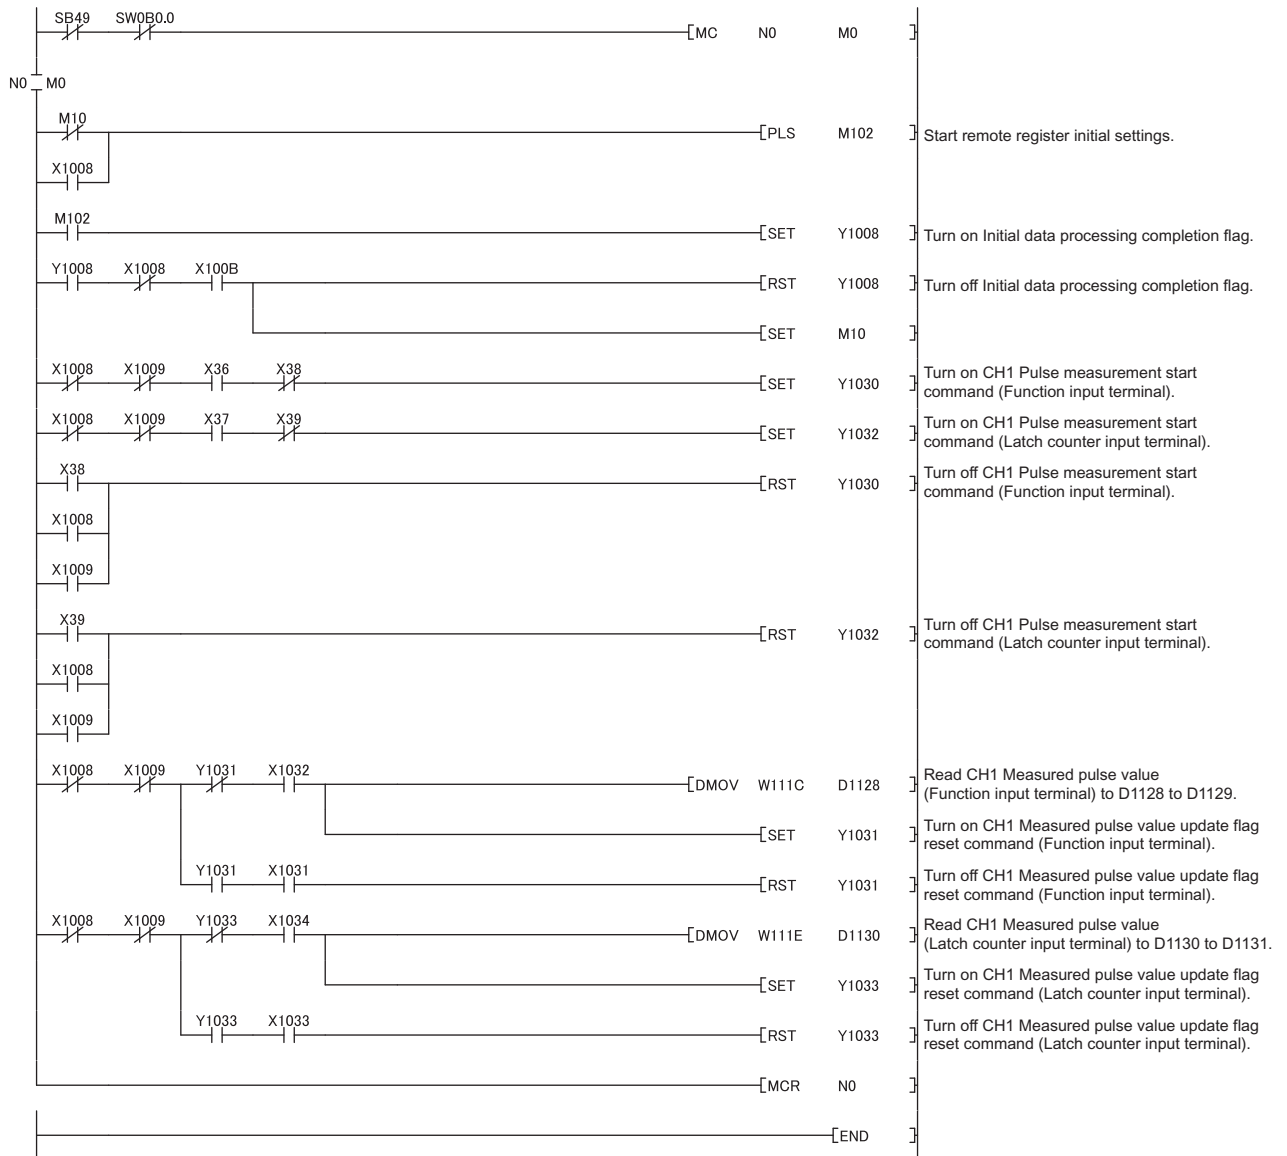 SB49 SW0B0.0
MC N0 M0
N0 M0
M10
PLS M102 Start remote register initial settings.
X1008
M102
SET Y1008 Turn on Initial data processing completion flag.
Y1008 X1008 X100B
RST Y1008 Turn off Initial data processing completion flag.
SET M10
X1008 X1009 X36 X38
SET Y1030 Turn on CH1 Pulse measurement start
command (Function input terminal).
X1008 X1009 X37 X39
SET Y1032 Turn on CH1 Pulse measurement start
command (Latch counter input terminal).
X38
RST Y1030 Turn off CH1 Pulse measurement start
command (Function input terminal).
X1008
X1009
X39
RST Y1032 Turn off CH1 Pulse measurement start
command (Latch counter input terminal).
X1008
X1009
X1008 X1009 Y1031 X1032
DMOV W111C D1128 Read CH1 Measured pulse value
(Function input terminal) to D1128 to D1129.
SET Y1031 Turn on CH1 Measured pulse value update flag
reset command (Function input terminal).
Y1031 X1031
RST Y1031 Turn off CH1 Measured pulse value update flag
reset command (Function input terminal).
X1008 X1009 Y1033 X1034
DMOV W111E D1130 Read CH1 Measured pulse value
(Latch counter input terminal) to D1130 to D1131.
SET Y1033 Turn on CH1 Measured pulse value update flag
reset command (Latch counter input terminal).
Y1033 X1033
RST Y1033 Turn off CH1 Measured pulse value update flag
reset command (Latch counter input terminal).
MCR N0
END